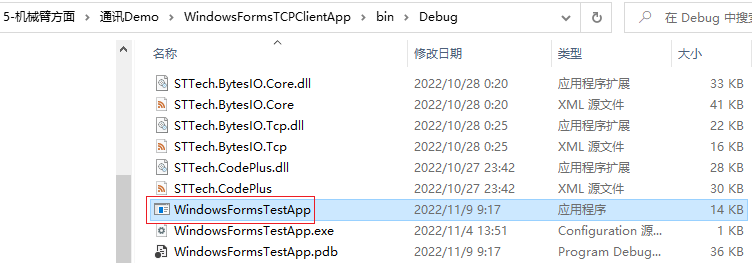 5-机械臂方面 › 通讯Demo › WindowsFormsTCPClientApp › bin › Debug
在 Debug 中搜
名称 修改日期 类型 大小
STTech.BytesIO.Core.dll 2022/10/28 0:20 应用程序扩展 33 KB
STTech.BytesIO.Core 2022/10/28 0:20 XML 源文件 41 KB
STTech.BytesIO.Tcp.dll 2022/10/28 0:25 应用程序扩展 22 KB
STTech.BytesIO.Tcp 2022/10/28 0:25 XML 源文件 16 KB
STTech.CodePlus.dll 2022/10/27 23:42 应用程序扩展 28 KB
STTech.CodePlus 2022/10/27 23:42 XML 源文件 30 KB
WindowsFormsTestApp 2022/11/9 9:17 应用程序 14 KB
WindowsFormsTestApp.exe 2022/11/4 13:51 Configuration 源... 1 KB
WindowsFormsTestApp.pdb 2022/11/9 9:17 Program Debug... 36 KB